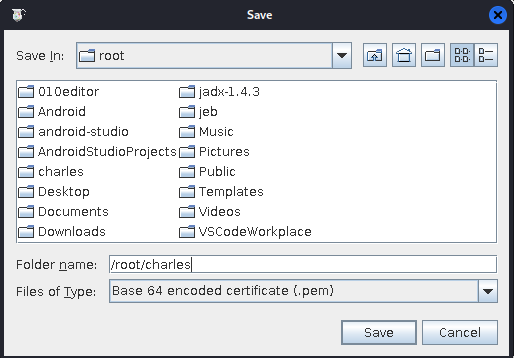 Save
Save In: root
010editor
Android
android-studio
AndroidStudioProjects
charles
Desktop
Documents
Downloads
jadx-1.4.3
jeb
Music
Pictures
Public
Templates
Videos
VSCodeWorkplace
Folder name: /root/charles
Files of Type: Base 64 encoded certificate (.pem)
Save Cancel